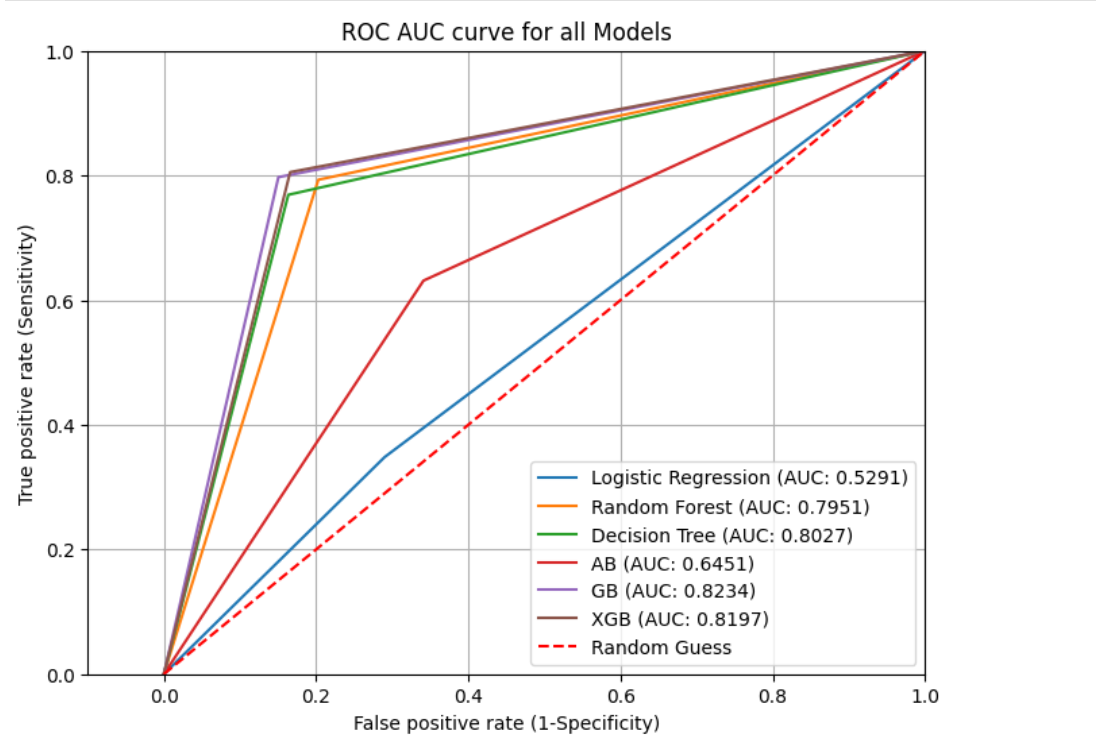 ROC AUC curve for all Models
1.0
0.8
0.6
0.4
0.2
0.0
True positive rate (Sensitivity)
Logistic Regression (AUC: 0.5291)
Random Forest (AUC: 0.7951)
Decision Tree (AUC: 0.8027)
AB (AUC: 0.6451)
GB (AUC: 0.8234)
XGB (AUC: 0.8197)
Random Guess
0.0 0.2 0.4 0.6 0.8 1.0
False positive rate (1-Specificity)